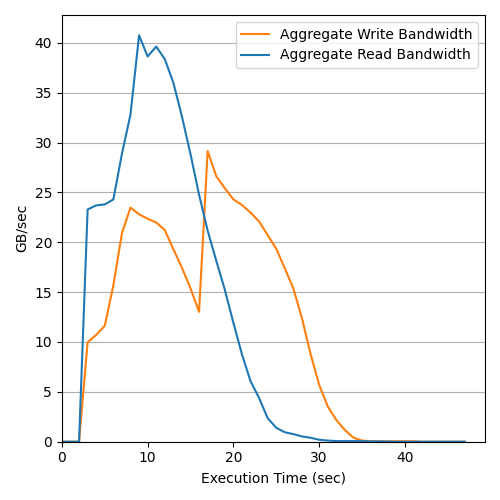 Aggregate Write Bandwidth
Aggregate Read Bandwidth
40
35
30
25
20
15
10
5
0
GB/sec
0 10 20 30 40
Execution Time (sec)